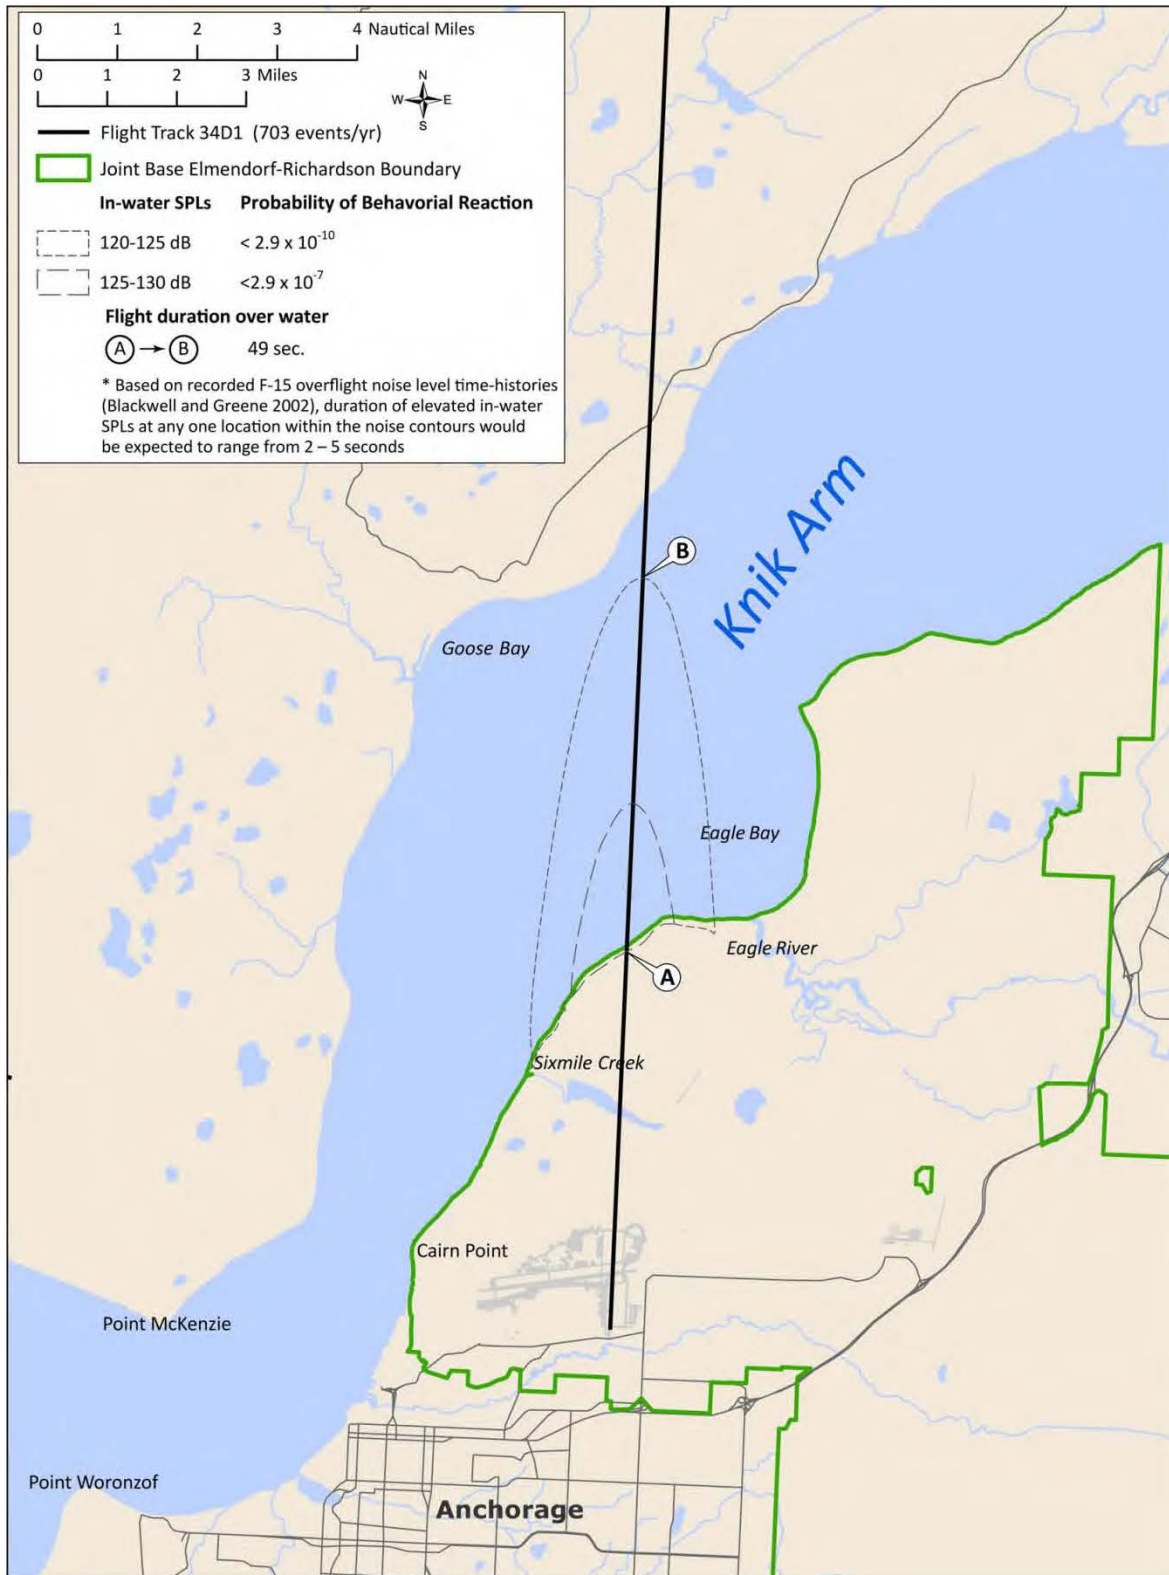 0 1 2 3 4 Nautical Miles
0 1 2 3 Miles
N
W E
S
Flight Track 34D1 (703 events/yr)
Joint Base Elmendorf-Richardson Boundary
In-water SPLs Probability of Behavorial Reaction
120-125 dB < 2.9 x 10⁻¹⁰
125-130 dB <2.9 x 10⁻⁷
Flight duration over water
A → B 49 sec.
* Based on recorded F-15 overflight noise level time-histories
(Blackwell and Greene 2002), duration of elevated in-water
SPLs at any one location within the noise contours would
be expected to range from 2 – 5 seconds
Knik Arm
B
Goose Bay
Eagle Bay
Eagle River
A
Sixmile Creek
Cairn Point
Point McKenzie
Point Woronzof
Anchorage